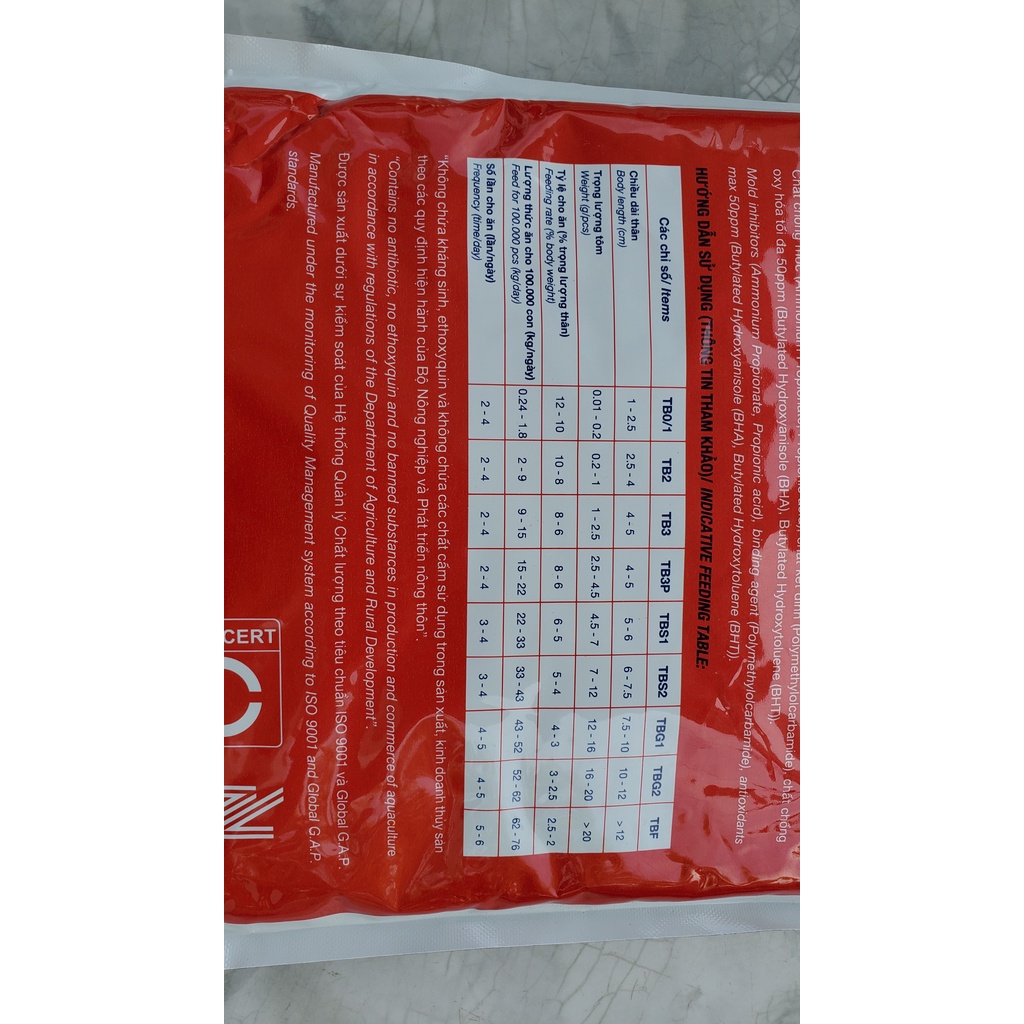 oxy hóa tối đa 50ppm (Butylated Hydroxyanisole (BHA), Butylated Hydroxytoluene (BHT)).
Mold inhibitors (Ammonium Propionate, Propionic acid), binding agent (Polymethylolcarbamide), antioxidants
max 50ppm (Butylated Hydroxyanisole (BHA), Butylated Hydroxytoluene (BHT)).
HƯỚNG DẪN SỬ DỤNG (THÔNG TIN THAM KHẢO)/ INDICATIVE FEEDING TABLE:
Các chỉ số/ Items TB0/1 TB2 TB3 TB3P TBS1 TBS2 TBG1 TBG2 TBF
Chiều dài thân
Body length (cm) 1 - 2.5 2.5 - 4 4 - 5 4 - 5 5 - 6 6 - 7.5 7.5 - 10 10 - 12 > 12
Trọng lượng tôm
Weight (g/pcs) 0.01 - 0.2 0.2 - 1 1 - 2.5 2.5 - 4.5 4.5 - 7 7 - 12 12 - 16 16 - 20 > 20
Tỷ lệ cho ăn (% trọng lượng thân)
Feeding rate (% body weight) 12 - 10 10 - 8 8 - 6 8 - 6 6 - 5 5 - 4 4 - 3 3 - 2.5 2.5 - 2
Lượng thức ăn cho 100.000 con (kg/ngày)
Feed for 100.000 pcs (kg/day) 0.24 - 1.8 2 - 9 9 - 15 15 - 22 22 - 33 33 - 43 43 - 52 52 - 62 62 - 76
Số lần cho ăn (lần/ngày)
Frequency (time/day) 2 - 4 2 - 4 2 - 4 2 - 4 3 - 4 3 - 4 4 - 5 4 - 5 5 - 6
"Không chứa kháng sinh, ethoxyquin và không chứa các chất cấm sử dụng trong sản xuất, kinh doanh thủy sản
theo các quy định hiện hành của Bộ Nông nghiệp và Phát triển nông thôn".
"Contains no antibiotic, no ethoxyquin and no banned substances in production and commerce of aquaculture
in accordance with regulations of the Department of Agriculture and Rural Development".
Được sản xuất dưới sự kiểm soát của Hệ thống Quản lý Chất lượng theo tiêu chuẩn ISO 9001 và Global G.A.P.
Manufactured under the monitoring of Quality Management system according to ISO 9001 and Global G.A.P.
standards.
CERT